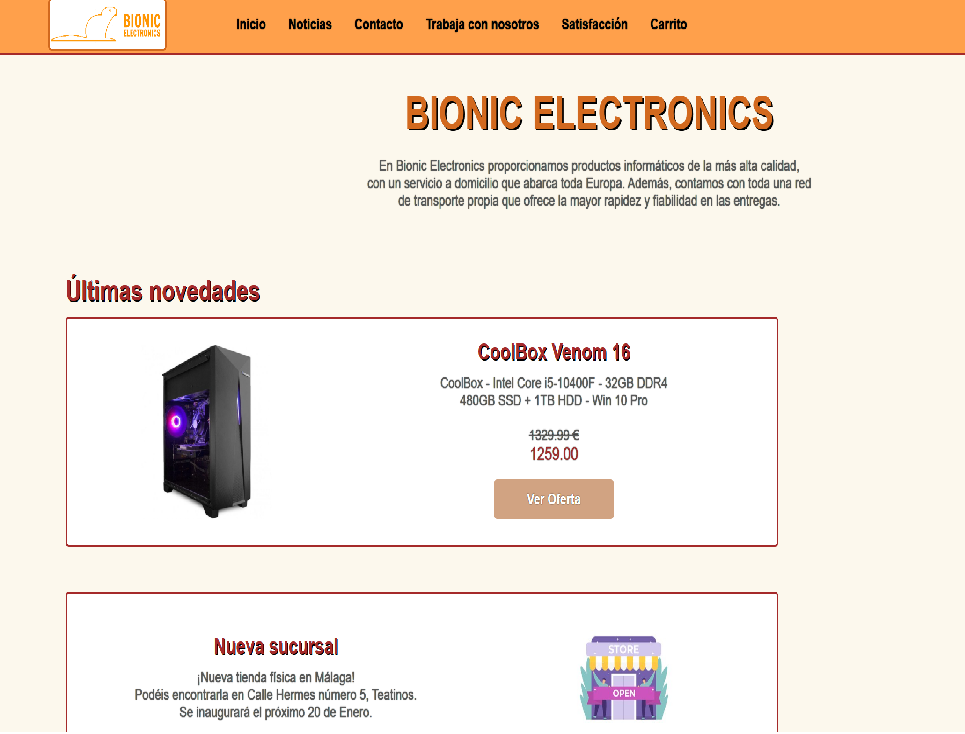 BIONIC
ELECTRONICS
Inicio Noticias Contacto Trabaja con nosotros Satisfacción Carrito
BIONIC ELECTRONICS
En Bionic Electronics proporcionamos productos informáticos de la más alta calidad,
con un servicio a domicilio que abarca toda Europa. Además, contamos con toda una red
de transporte propia que ofrece la mayor rapidez y fiabilidad en las entregas.
Últimas novedades
CoolBox Venom 16
CoolBox - Intel Core i5-10400F - 32GB DDR4
480GB SSD + 1TB HDD - Win 10 Pro
1329.99 €
1259.00
Ver Oferta
Nueva sucursal
¡Nueva tienda física en Málaga!
Podéis encontrarla en Calle Hermes número 5, Teatinos.
Se inaugurará el próximo 20 de Enero.
STORE
OPEN